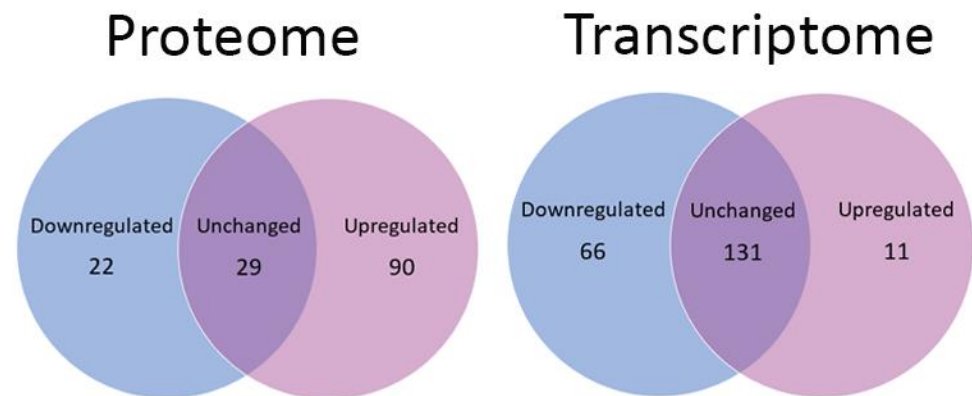 Proteome
Transcriptome
Downregulated
Unchanged
Upregulated
22
29
90
Downregulated
Unchanged
Upregulated
66
131
11